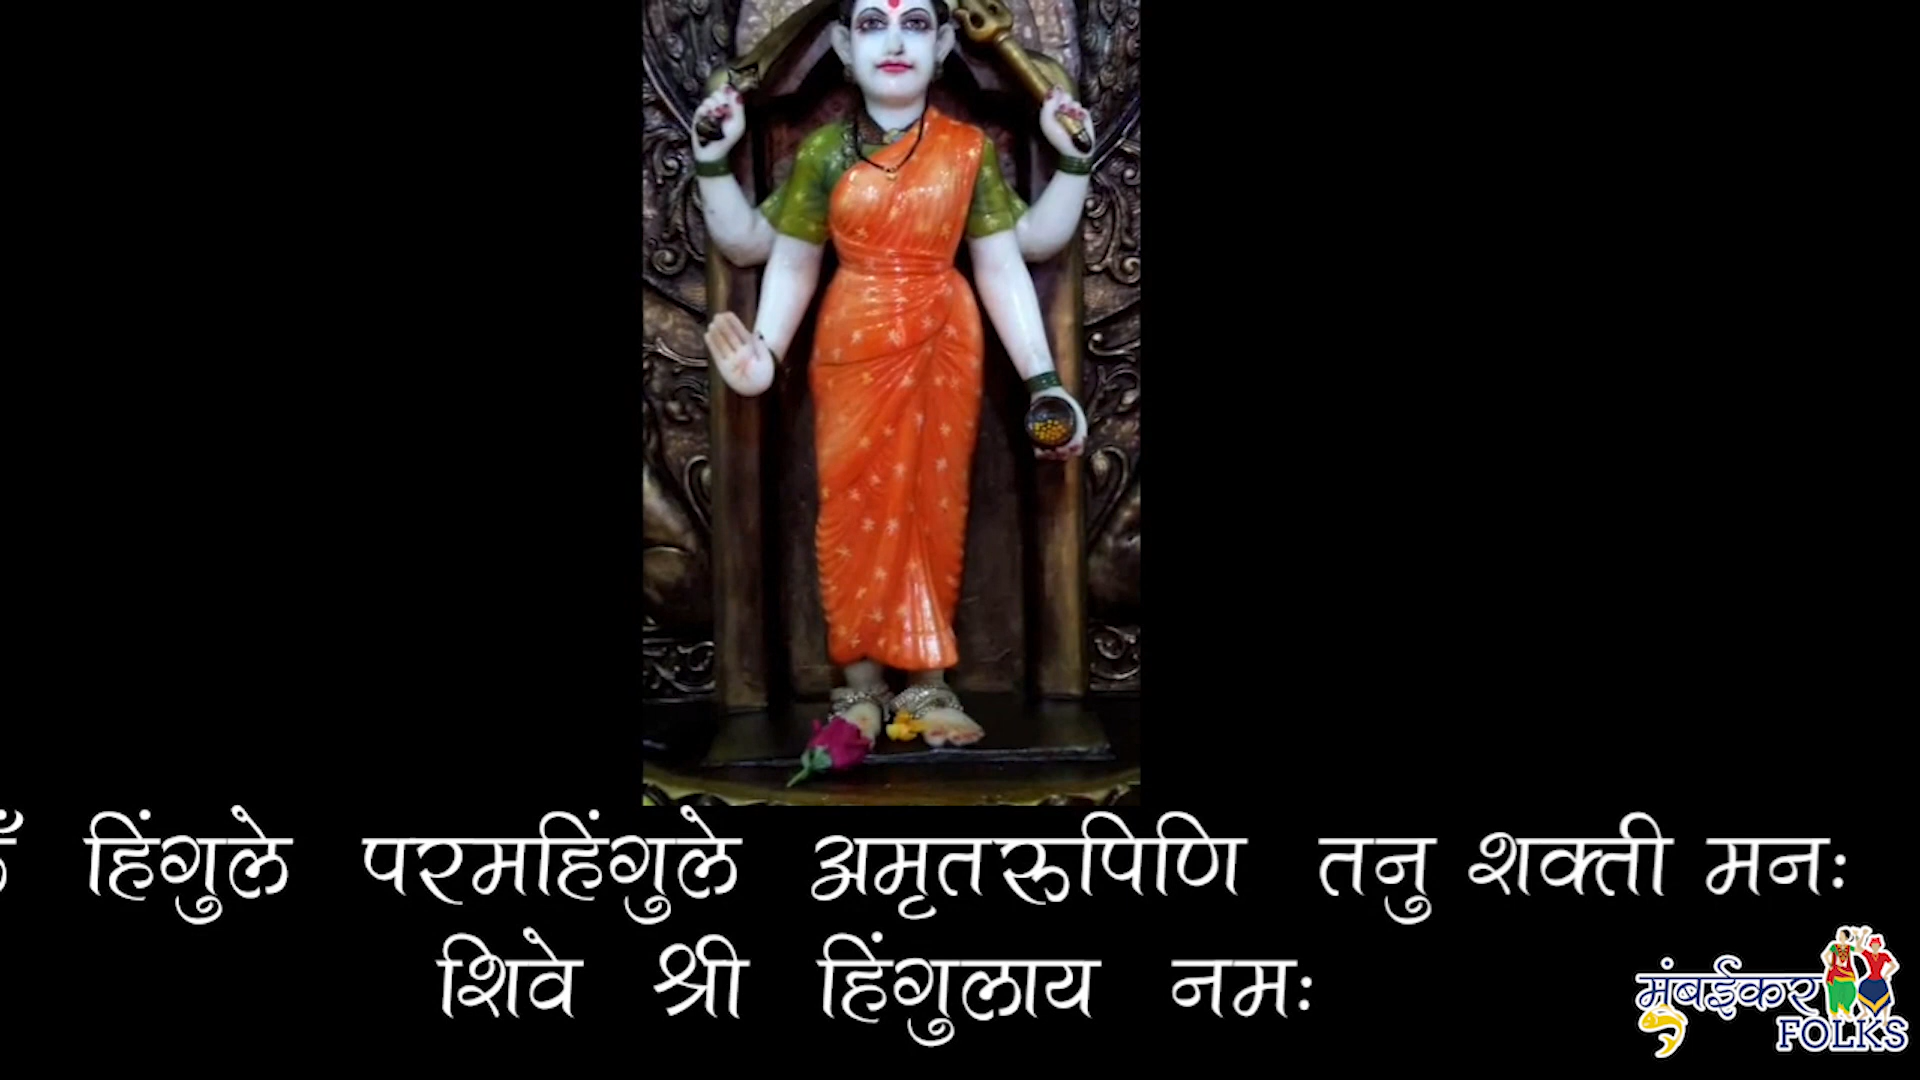 हिंगुले परमहिंगुले अमृतरूपिणि तनु शक्ती मनः
शिवे श्री हिंगुलाय नमः
मुंबईकर
FOLKS